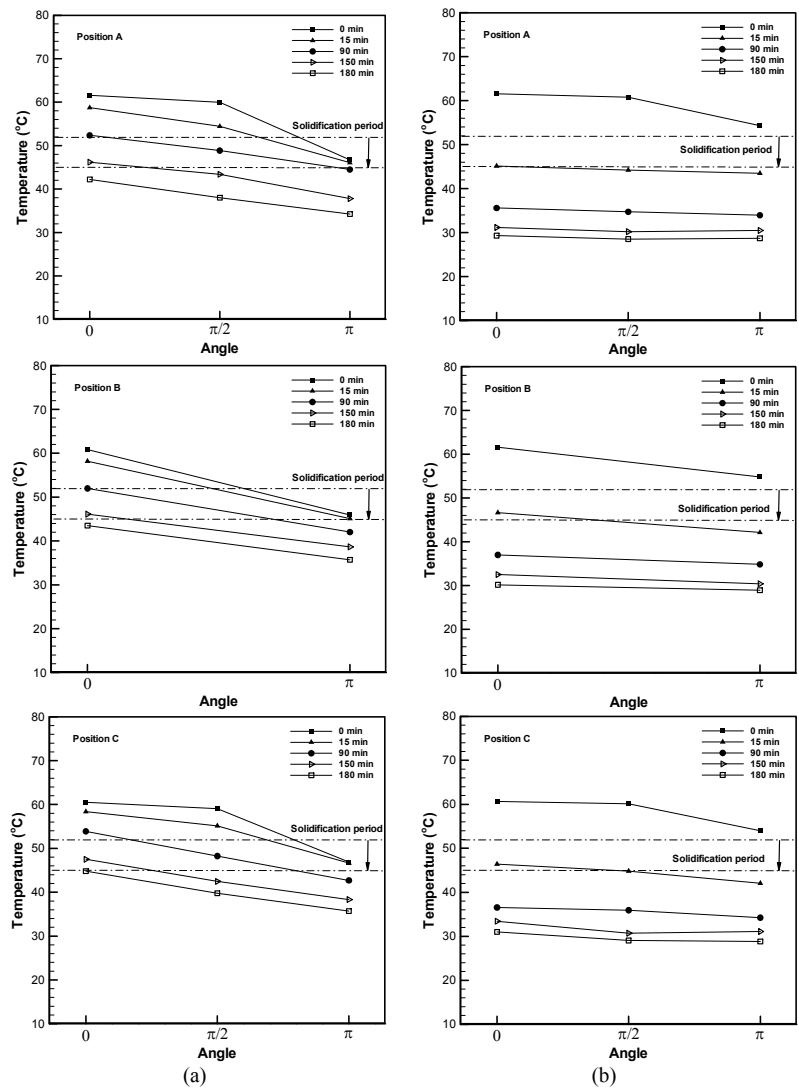 80
70
60
50
40
30
20
10
Temperature (°C)
Position A
0 min
15 min
90 min
150 min
180 min
Solidification period
0
π/2
π
Angle
80
70
60
50
40
30
20
10
Temperature (°C)
Position A
0 min
15 min
90 min
150 min
180 min
Solidification period
0
π/2
π
Angle
80
70
60
50
40
30
20
10
Temperature (°C)
Position B
0 min
15 min
90 min
150 min
180 min
Solidification period
0
π
Angle
80
70
60
50
40
30
20
10
Temperature (°C)
Position B
0 min
15 min
90 min
150 min
180 min
Solidification period
0
π
Angle
80
70
60
50
40
30
20
10
Temperature (°C)
Position C
0 min
15 min
90 min
150 min
180 min
Solidification period
0
π/2
π
Angle
(a)
80
70
60
50
40
30
20
10
Temperature (°C)
Position C
0 min
15 min
90 min
150 min
180 min
Solidification period
0
π/2
π
Angle
(b)